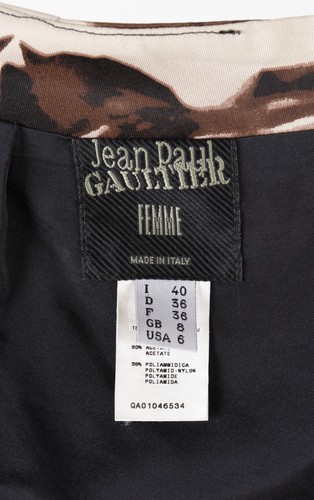 Jean Paul
GAULTIER
FEMME
MADE IN ITALY
I 40
D 36
F 36
GB 8
USA 6
ACETATE
POLIAMMIDICA
POLYAMID-NYLON
POLYAMIDE
POLIAMIDA
QA01046534